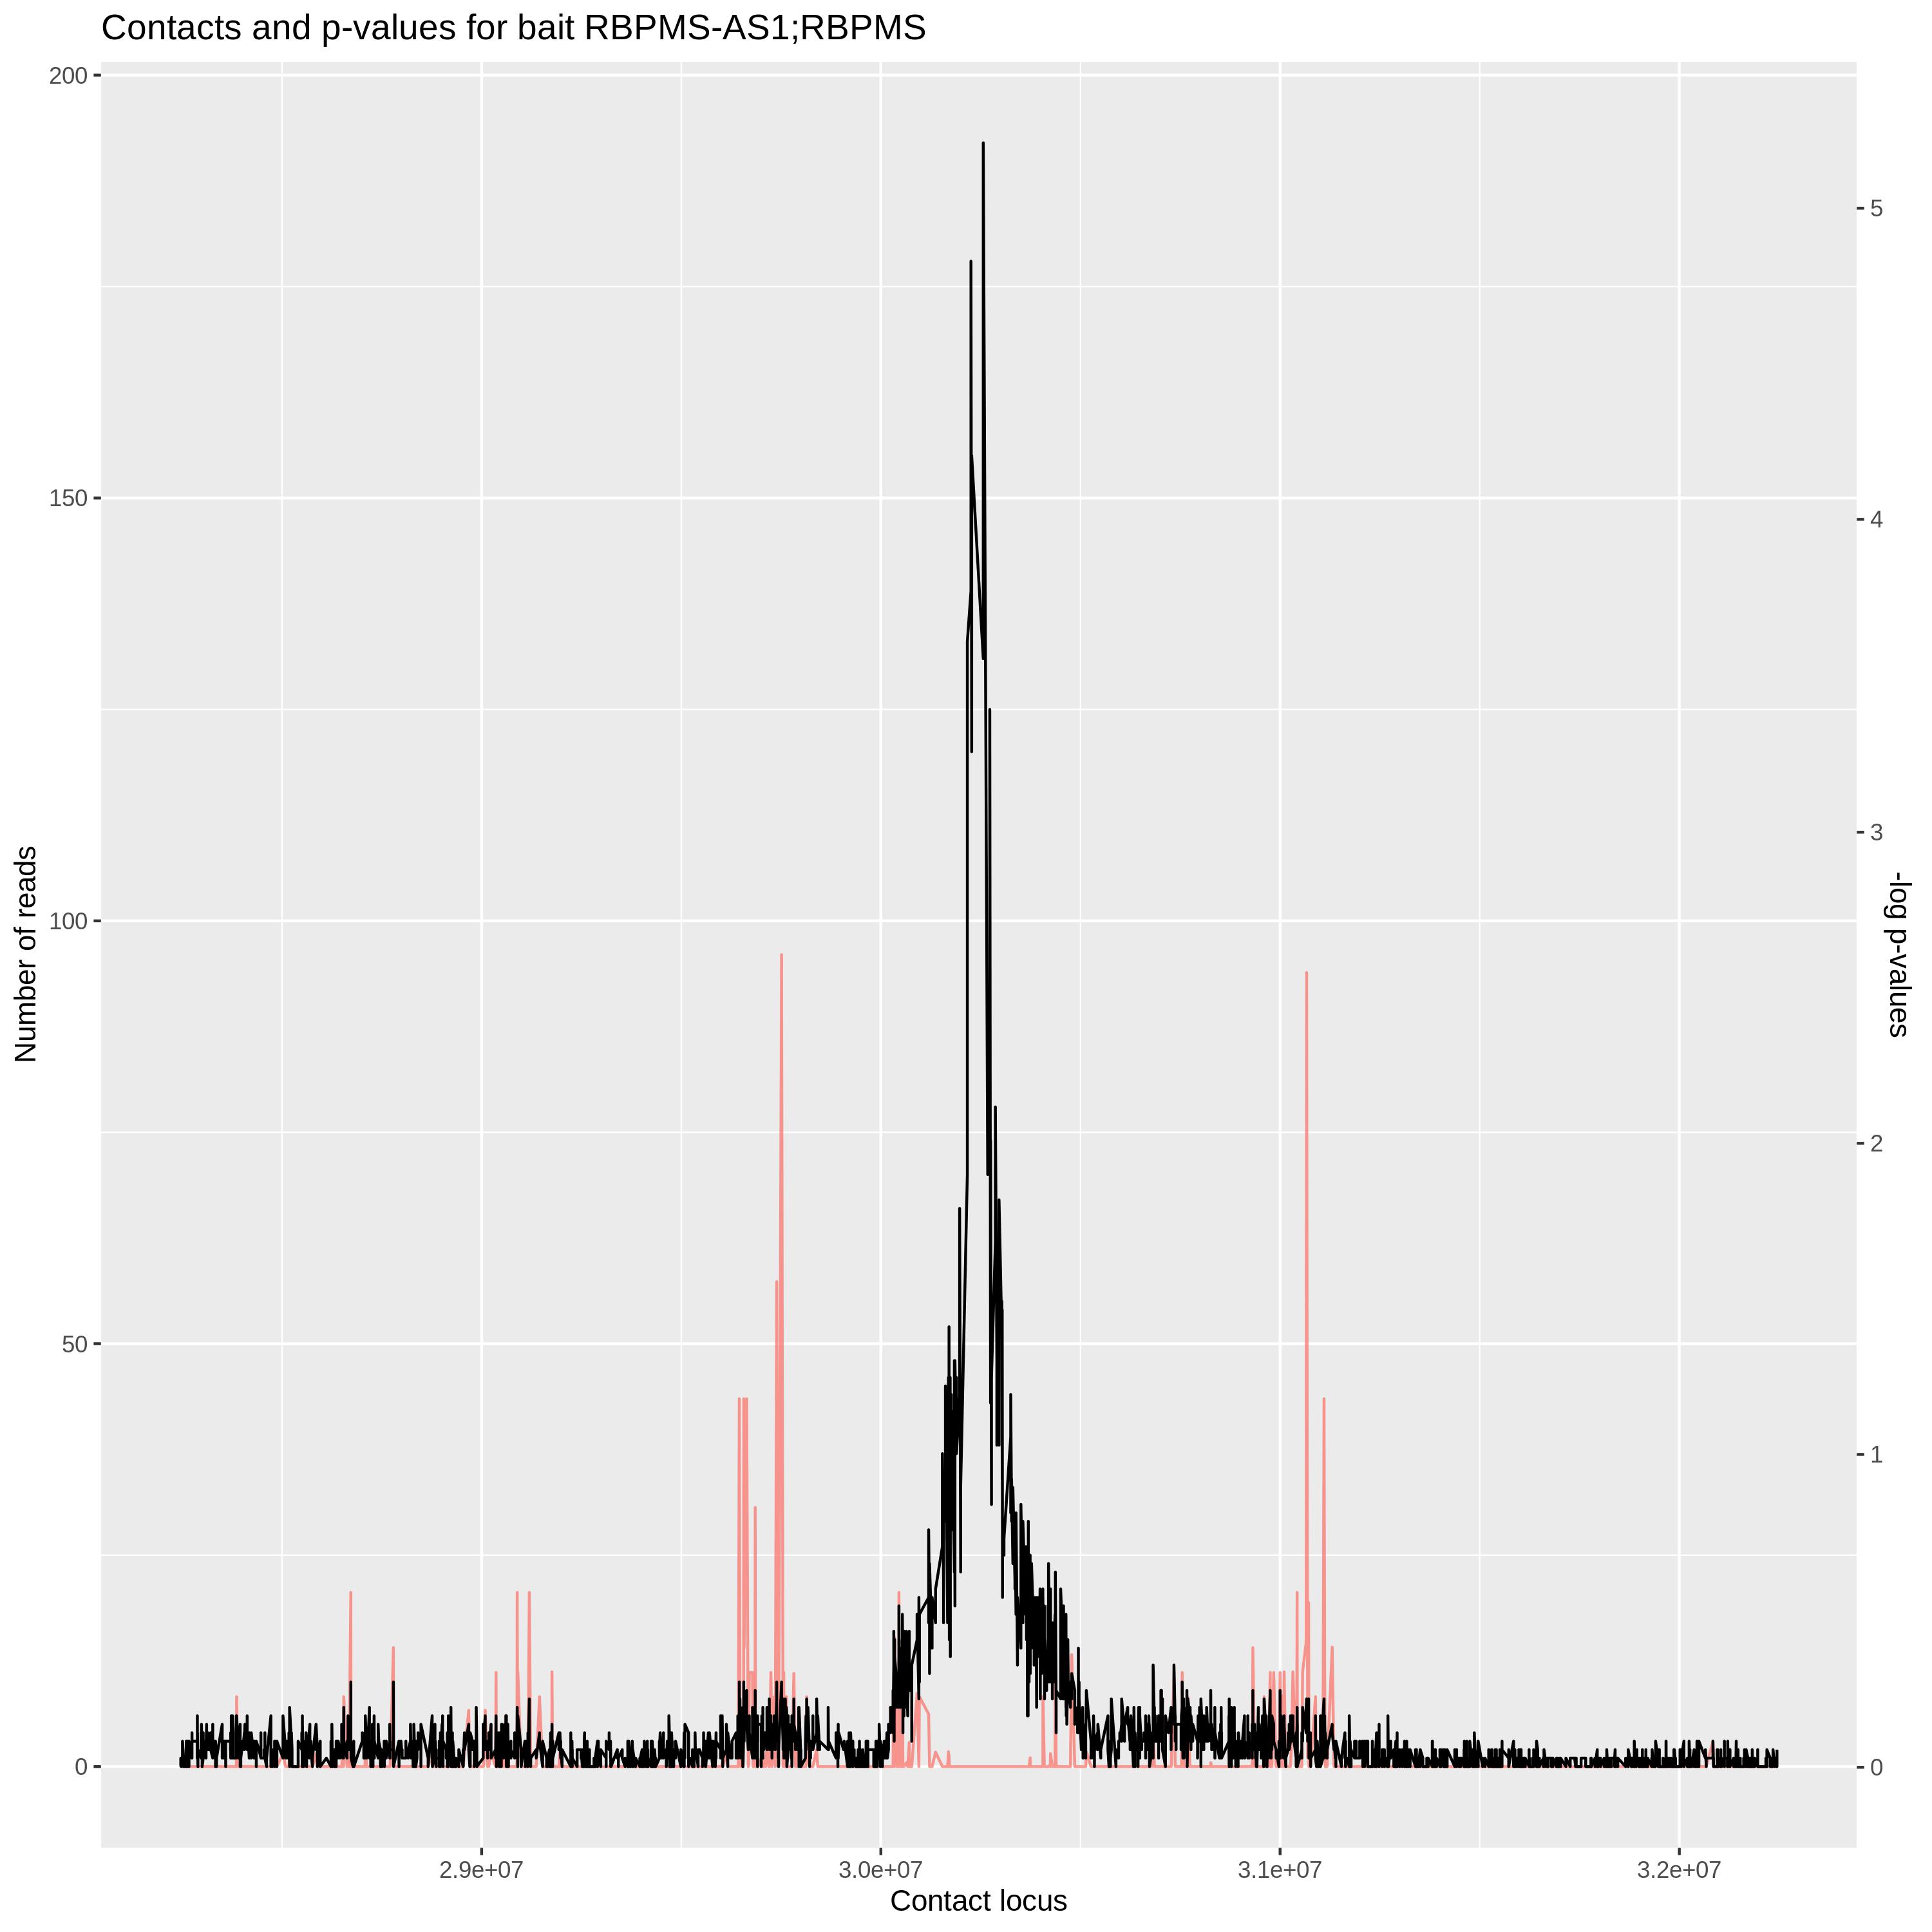 Contacts and p-values for bait RBPMS-AS1;RBPMS
200
150
100
50
0
Number of reads
5
4
3
2
1
0
-log p-values
2.9e+07
3.0e+07
3.1e+07
3.2e+07
Contact locus